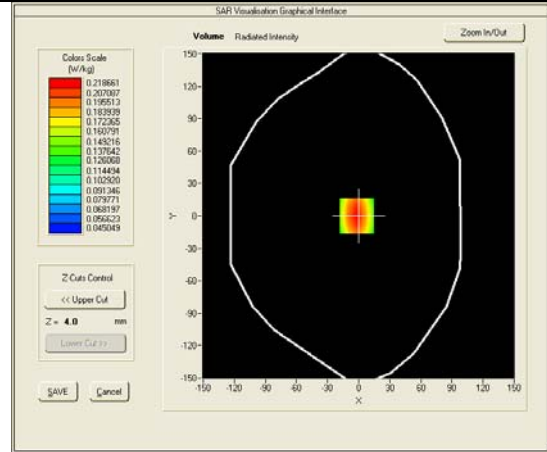 SAR Visualisation Graphical Interface
Volume Radiated Intensity
Zoom In/Out
Colors Scale
(W/kg)
0.218661
0.207087
0.195513
0.183939
0.172365
0.160791
0.149216
0.137642
0.126068
0.114494
0.102920
0.091346
0.079771
0.068197
0.056623
0.045049
Z Cuts Control
<< Upper Cut
Z = 4.0 mm
Lower Cut >>
SAVE
Cancel
Y
150
120
90
60
30
0
-30
-60
-90
-120
-150
-150 -120 -90 -60 -30 0 30 60 90 120 150
X